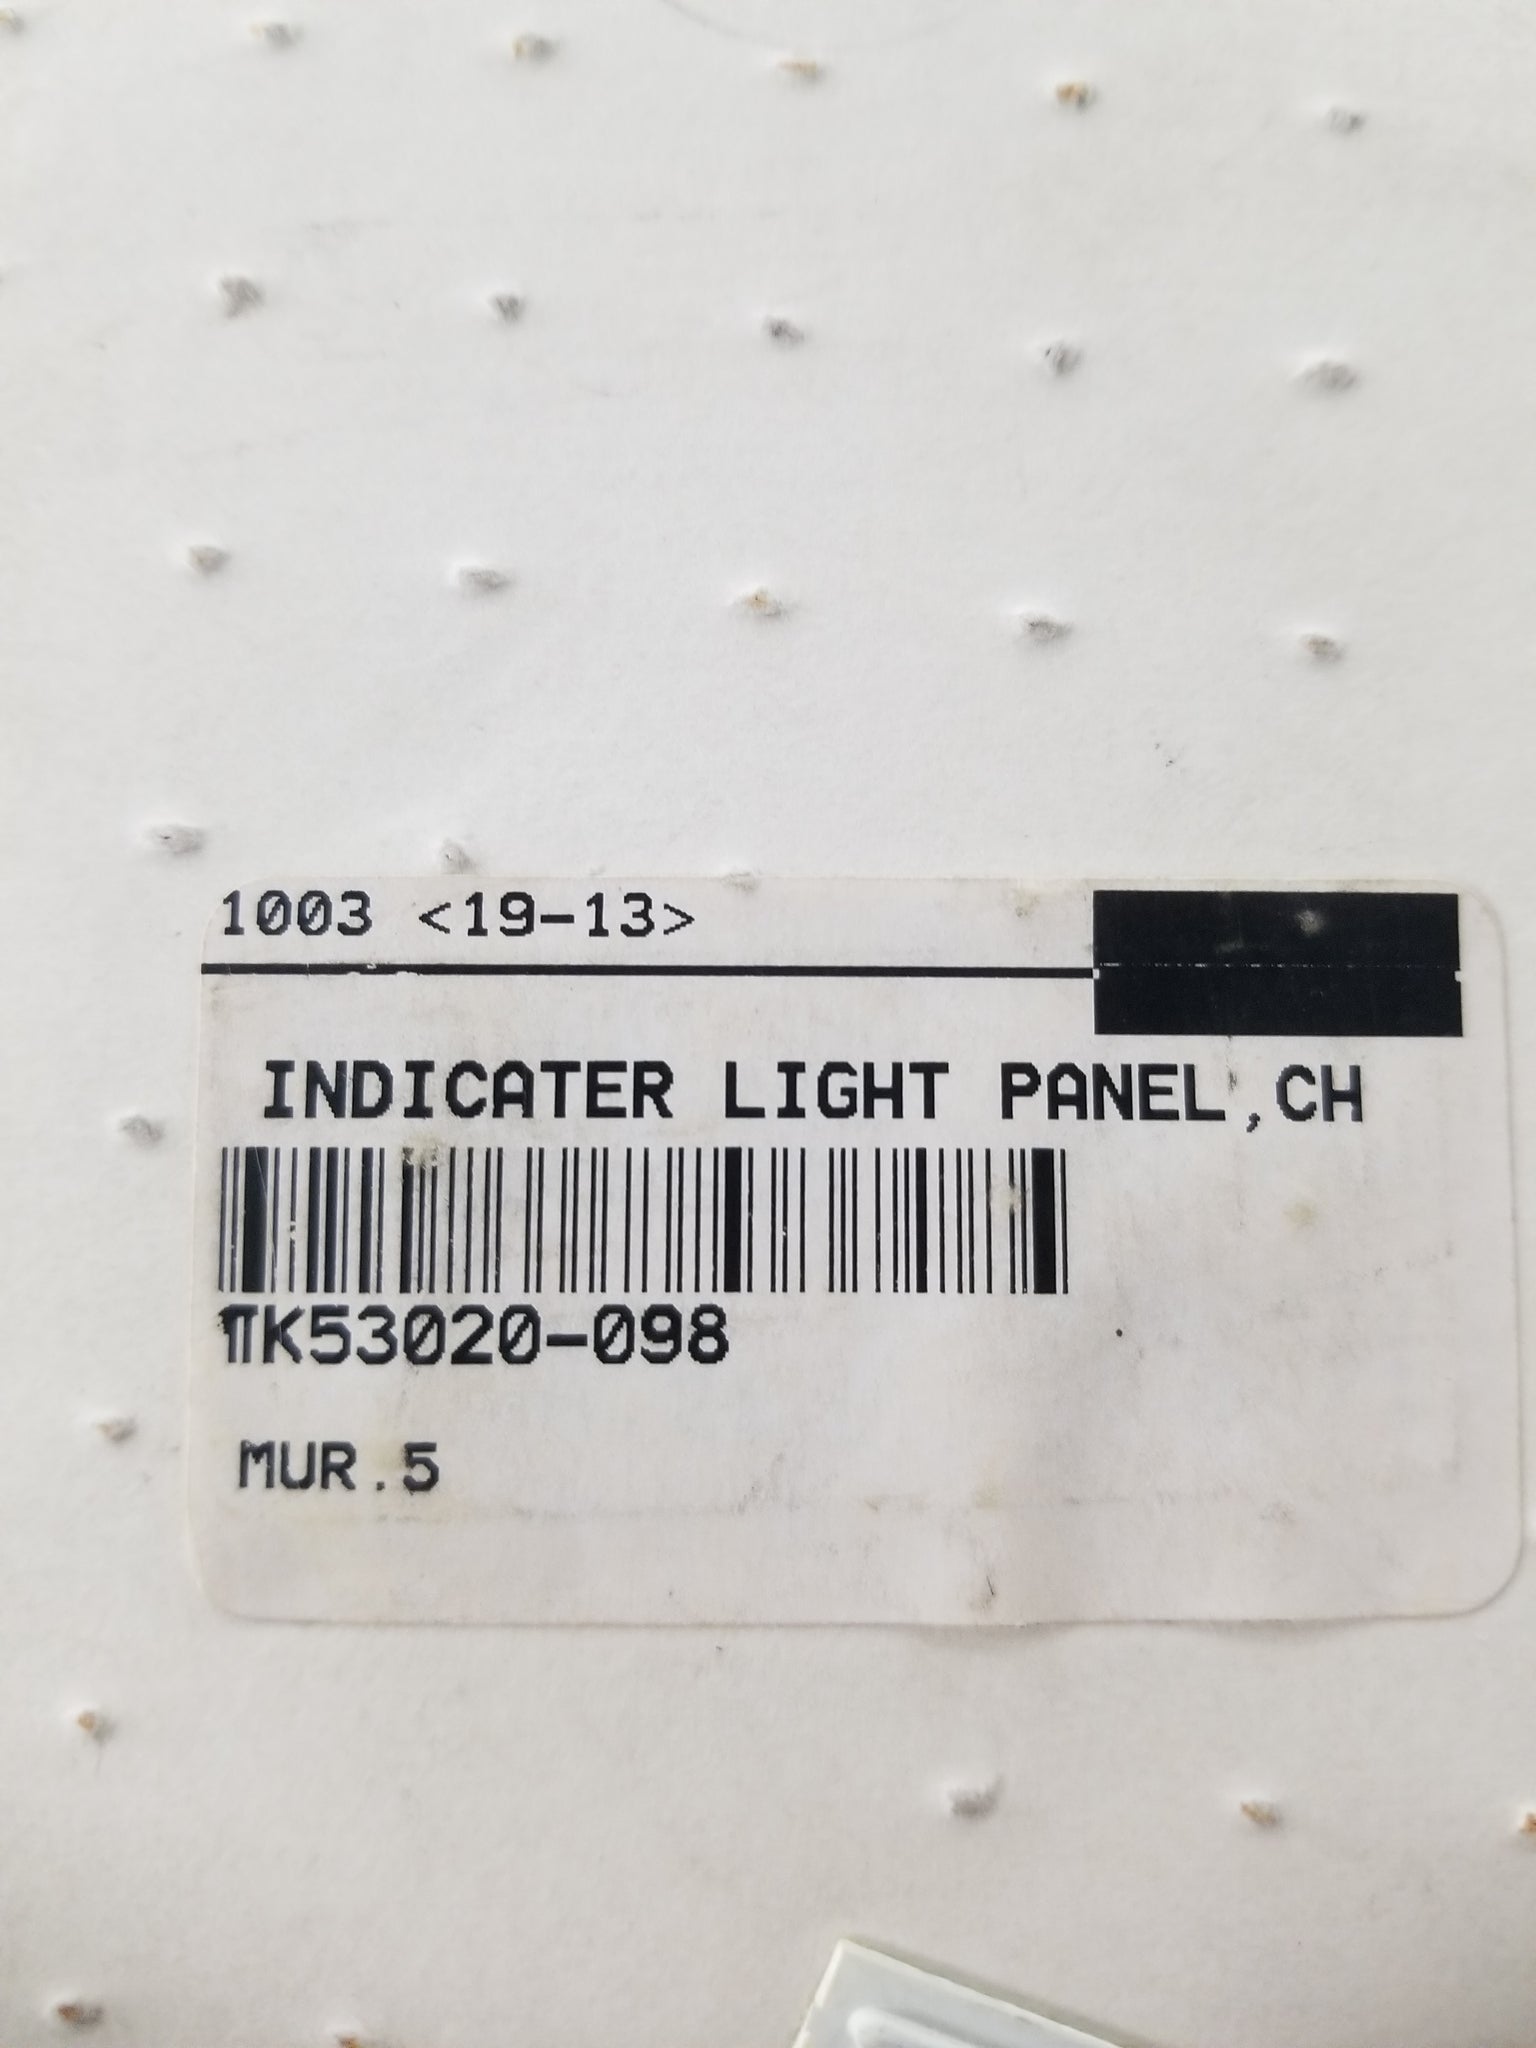 1003 <19-13>
INDICATER LIGHT PANEL,CH
¶K53020-098
MUR.5